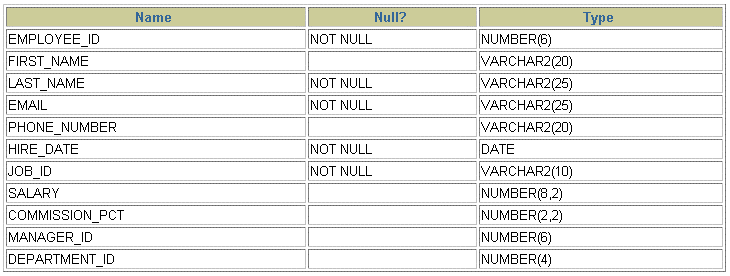 Name Null? Type
EMPLOYEE_ID NOT NULL NUMBER(6)
FIRST_NAME VARCHAR2(20)
LAST_NAME NOT NULL VARCHAR2(25)
EMAIL NOT NULL VARCHAR2(25)
PHONE_NUMBER VARCHAR2(20)
HIRE_DATE NOT NULL DATE
JOB_ID NOT NULL VARCHAR2(10)
SALARY NUMBER(8,2)
COMMISSION_PCT NUMBER(2,2)
MANAGER_ID NUMBER(6)
DEPARTMENT_ID NUMBER(4)